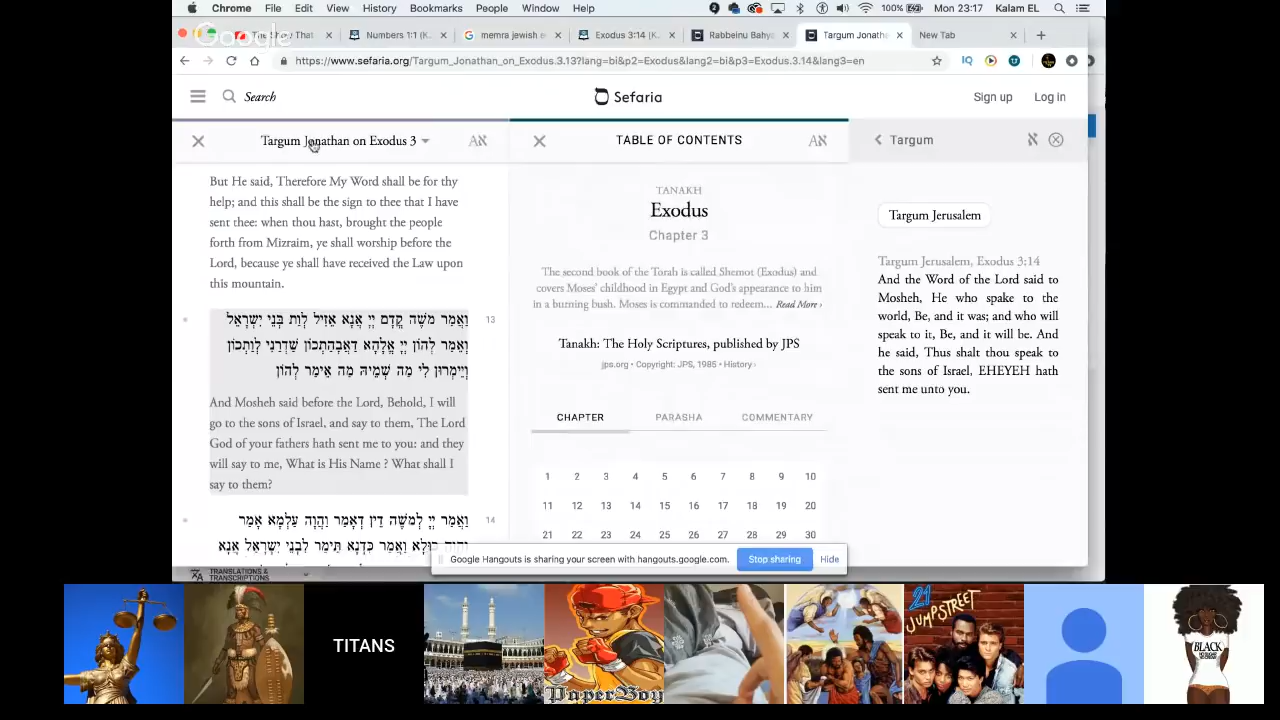 Chrome File Edit View History Bookmarks People Window Help
100% Mon 23:17 Kalam EL
Google
Numbers 1:1 (K
memra jewish e
Exodus 3:14 (K
Rabbeinu Bahya
Targum Jonathe
New Tab
https://www.sefaria.org/Targum_Jonathan_on_Exodus.3.13?lang=bi&p2=Exodus&lang2=bi&p3=Exodus.3.14&lang3=en
IQ
Search
Sefaria
Sign up Log in
Targum Jonathan on Exodus 3
But He said, Therefore My Word shall be for thy
help; and this shall be the sign to thee that I have
sent thee: when thou hast, brought the people
forth from Mizraim, ye shall worship before the
Lord, because ye shall have received the Law upon
this mountain.
13
וַאֲמַר משֶׁה קֳדָם יְיָ אֲנָא אֵזֵיל לְוַת בְּנֵי יִשְרָאֵל
וְאֵמַר לְהוֹן יְיָ אֱלָהָא דַאֲבָהַתְכוֹן שַׁדְרַנִי לְוַתְכוֹן
וְיֵימְרוּן לִי מַה שְׁמֵיהּ מָה אֵימַר לְהוֹן
And Mosheh said before the Lord, Behold, I will
go to the sons of Israel, and say to them, The Lord
God of your fathers hath sent me to you: and they
will say to me, What is His Name ? What shall I
say to them?
14
וַאֲמַר יְיָ לְמשֶׁה דֵין דְאָמַר וַהֲוָה עַלְמָא אָמַר
וַהֲוָה כּוּלָא וַאֲמַר כִּדְנָא תֵּימַר לִבְנֵי יִשְרָאֵל אֲנָא
TRANSLATIONS &
TRANSCRIPTIONS
TABLE OF CONTENTS
TANAKH
Exodus
Chapter 3
The second book of the Torah is called Shemot (Exodus) and
covers Moses' childhood in Egypt and God's appearance to him
in a burning bush. Moses is commanded to redeem... Read More ›
Tanakh: The Holy Scriptures, published by JPS
jps.org • Copyright: JPS, 1985 • History ›
CHAPTER PARASHA COMMENTARY
1 2 3 4 5 6 7 8 9 10
11 12 13 14 15 16 17 18 19 20
21 22 23 24 25 26 27 28 29 30
Targum
Targum Jerusalem
Targum Jerusalem, Exodus 3:14
And the Word of the Lord said to
Mosheh, He who spake to the
world, Be, and it was; and who will
speak to it, Be, and it will be. And
he said, Thus shalt thou speak to
the sons of Israel, EHEYEH hath
sent me unto you.
Google Hangouts is sharing your screen with hangouts.google.com. Stop sharing Hide
TITANS
PaperBoy
21
JUMPSTREET
BLACK